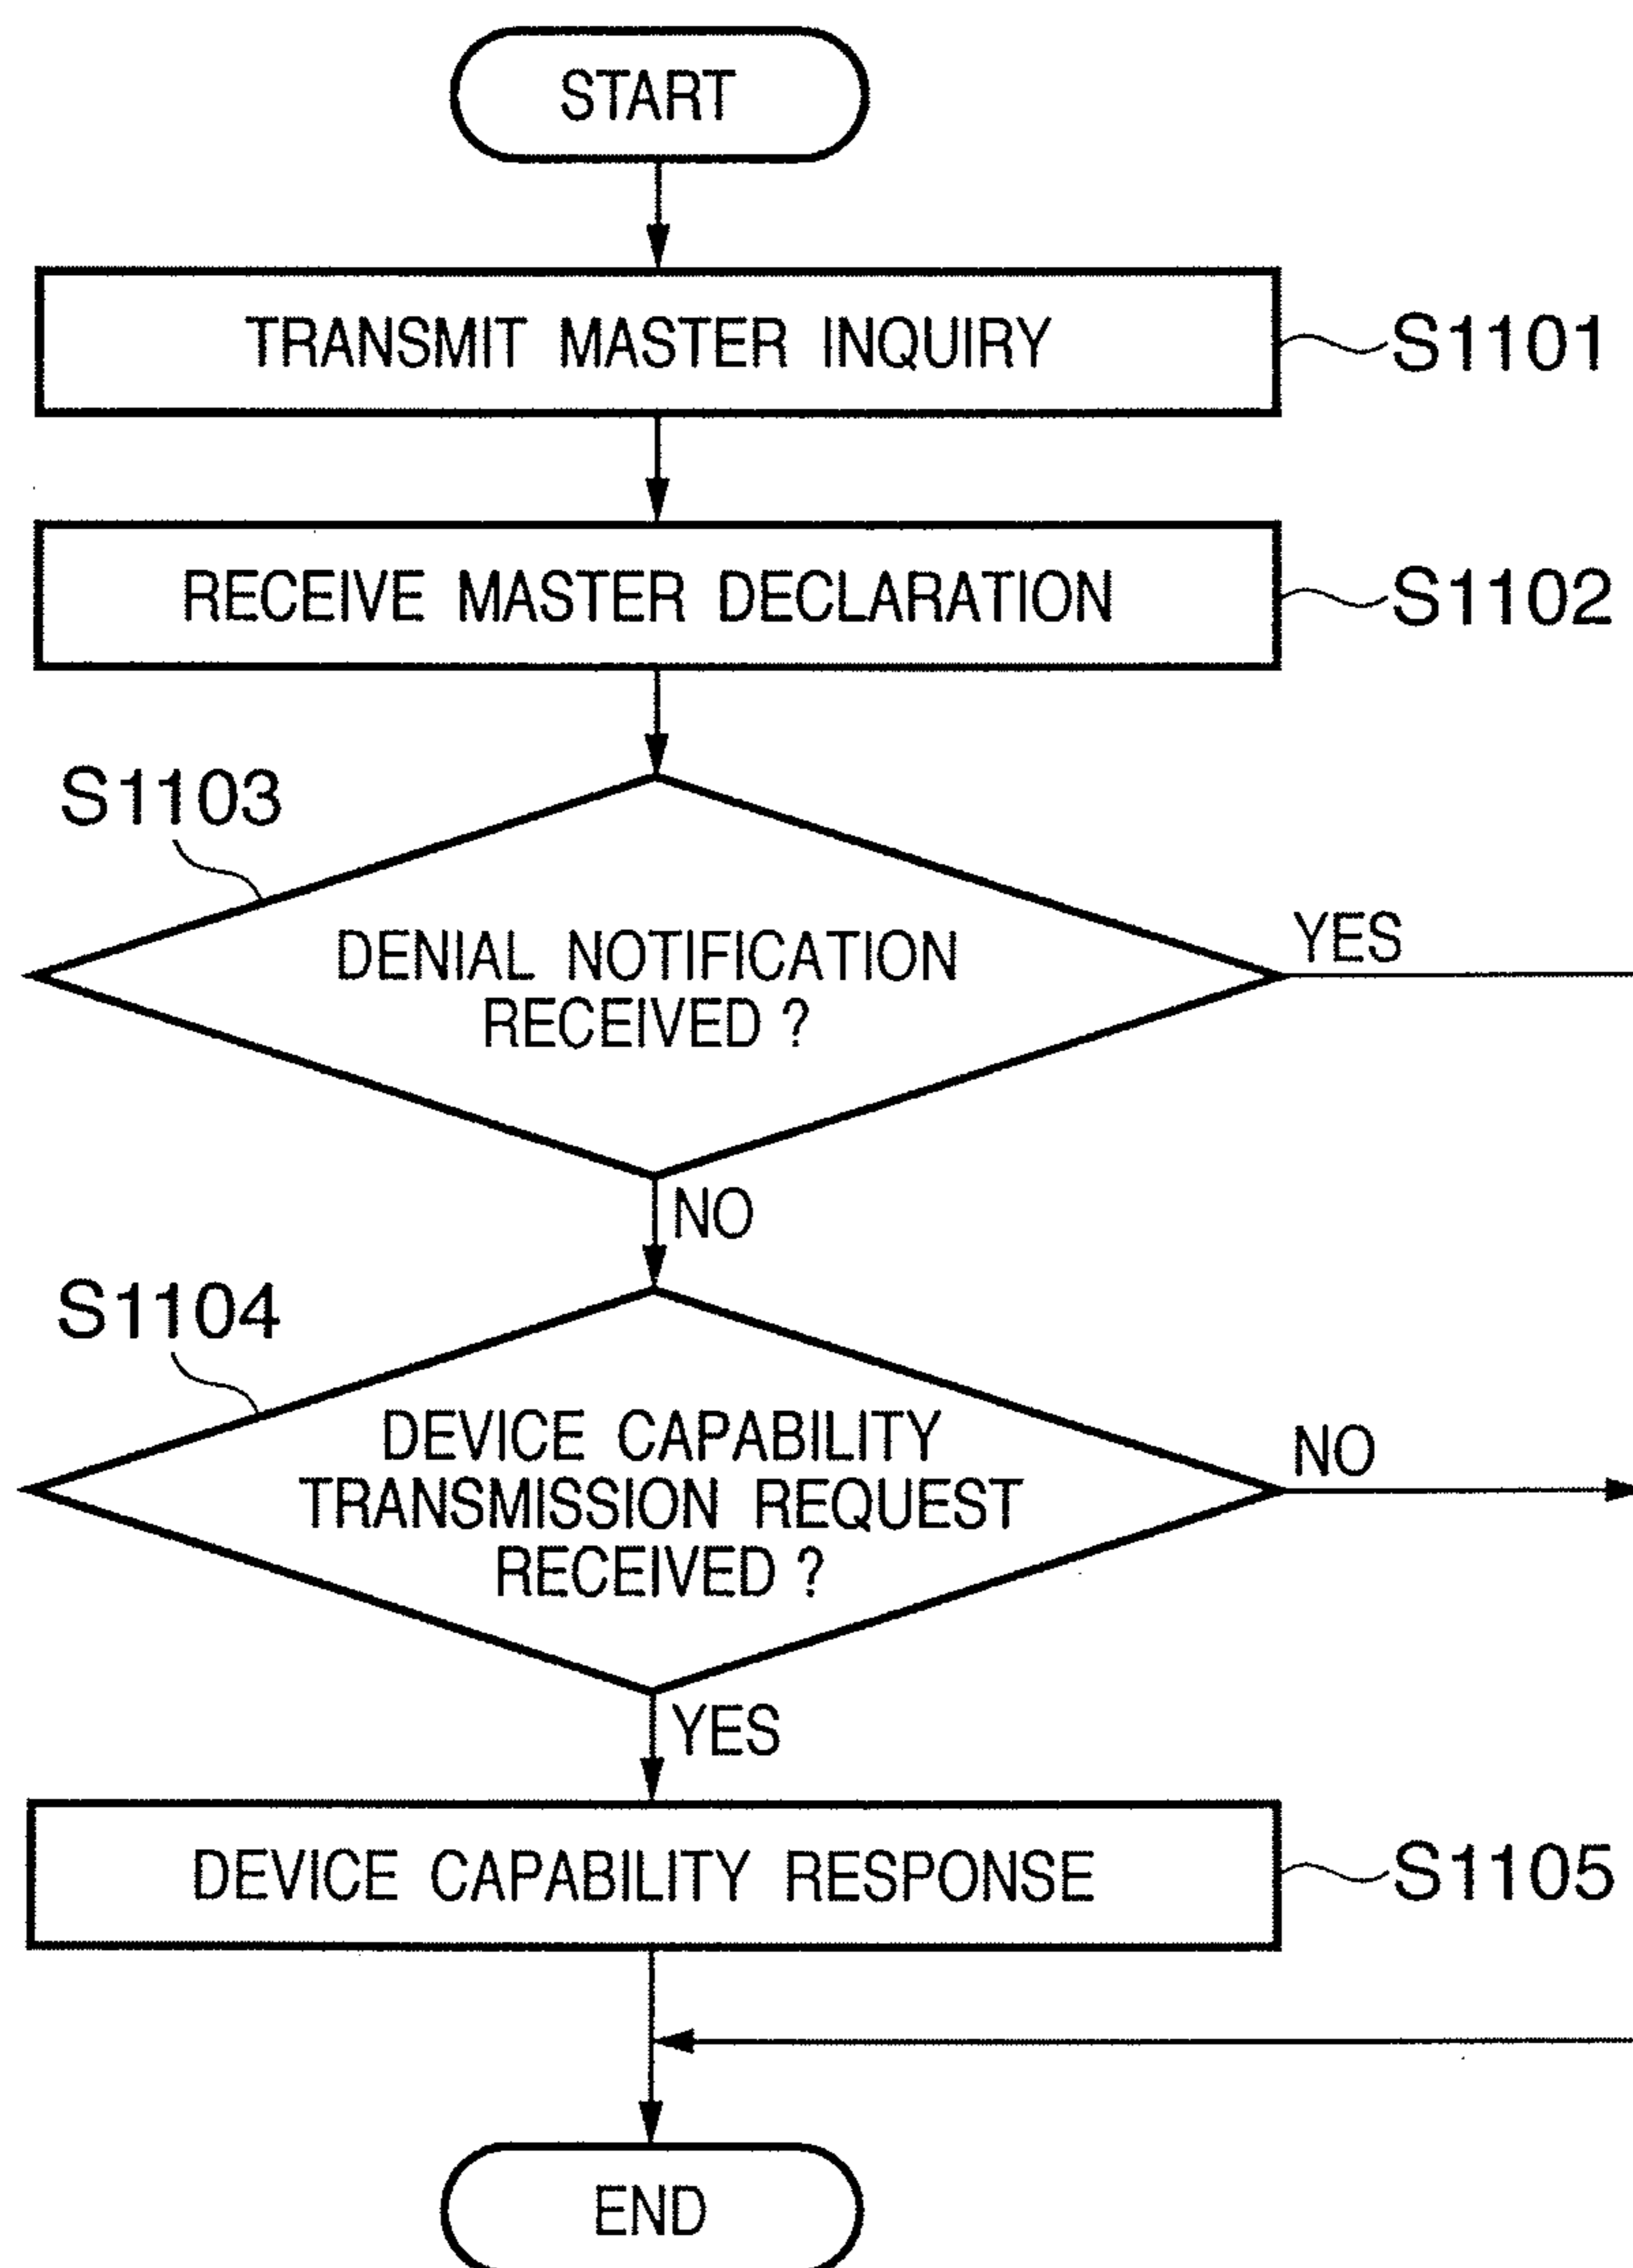 START
TRANSMIT MASTER INQUIRY
S1101
RECEIVE MASTER DECLARATION
S1102
S1103
DENIAL NOTIFICATION
RECEIVED ?
YES
NO
S1104
DEVICE CAPABILITY
TRANSMISSION REQUEST
RECEIVED ?
NO
YES
DEVICE CAPABILITY RESPONSE
S1105
END